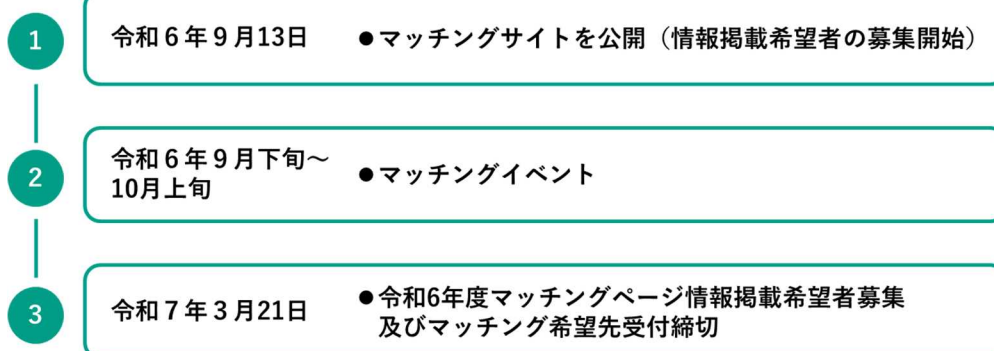 1
令和６年９月13日
●マッチングサイトを公開（情報掲載希望者の募集開始）
2
令和６年９月下旬～
10月上旬
●マッチングイベント
3
令和７年３月21日
●令和6年度マッチングページ情報掲載希望者募集
及びマッチング希望先受付締切